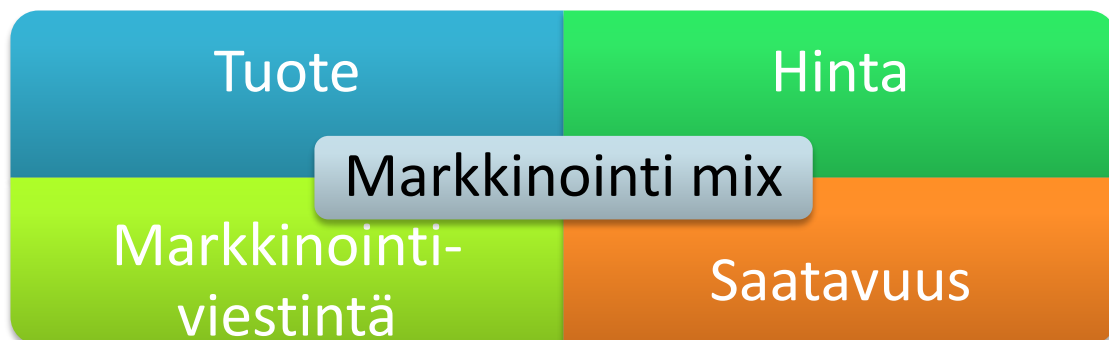 Tuote
Hinta
Markkinointi mix
Markkinointi-
viestintä
Saatavuus